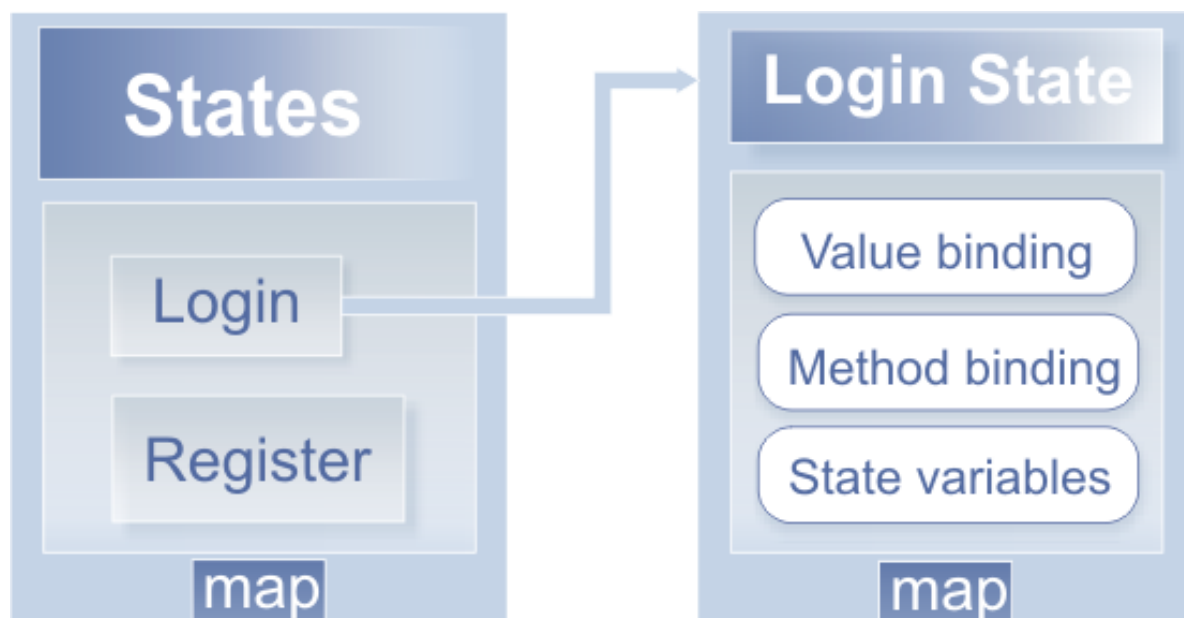 States
Login
Register
map
Login State
Value binding
Method binding
State variables
map